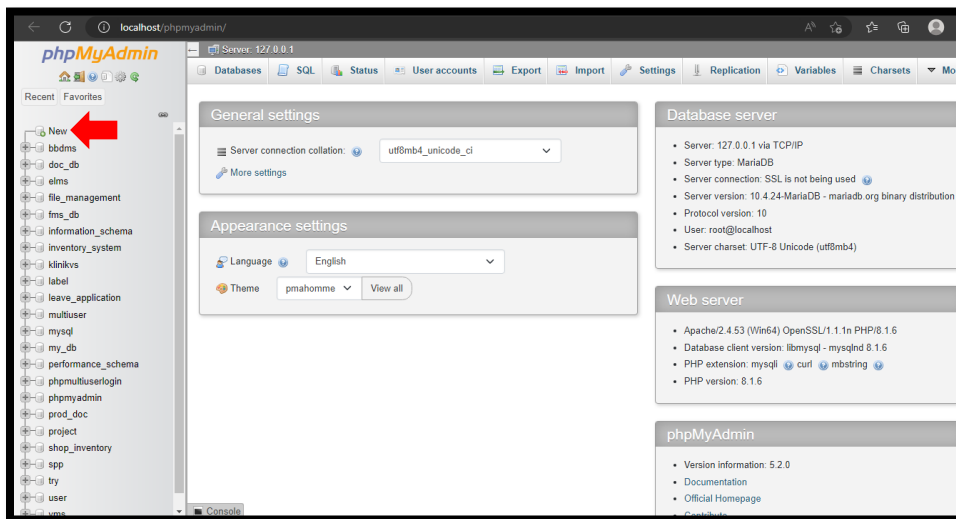 localhost/phpmyadmin/
phpMyAdmin
Recent Favorites
New
bbdms
doc_db
elms
file_management
fms_db
information_schema
inventory_system
klinikvs
label
leave_application
multiuser
mysql
my_db
performance_schema
phpmultiuserlogin
phpmyadmin
prod_doc
project
shop_inventory
spp
try
user
vms
Server: 127.0.0.1
Databases SQL Status User accounts Export Import Settings Replication Variables Charsets Mo
General settings
Server connection collation: utf8mb4_unicode_ci
More settings
Appearance settings
Language English
Theme pmahomme View all
Database server
Server: 127.0.0.1 via TCP/IP
Server type: MariaDB
Server connection: SSL is not being used
Server version: 10.4.24-MariaDB - mariadb.org binary distribution
Protocol version: 10
User: root@localhost
Server charset: UTF-8 Unicode (utf8mb4)
Web server
Apache/2.4.53 (Win64) OpenSSL/1.1.1n PHP/8.1.6
Database client version: libmysql - mysqlnd 8.1.6
PHP extension: mysqli curl mbstring
PHP version: 8.1.6
phpMyAdmin
Version information: 5.2.0
Documentation
Official Homepage
Contribute
Console